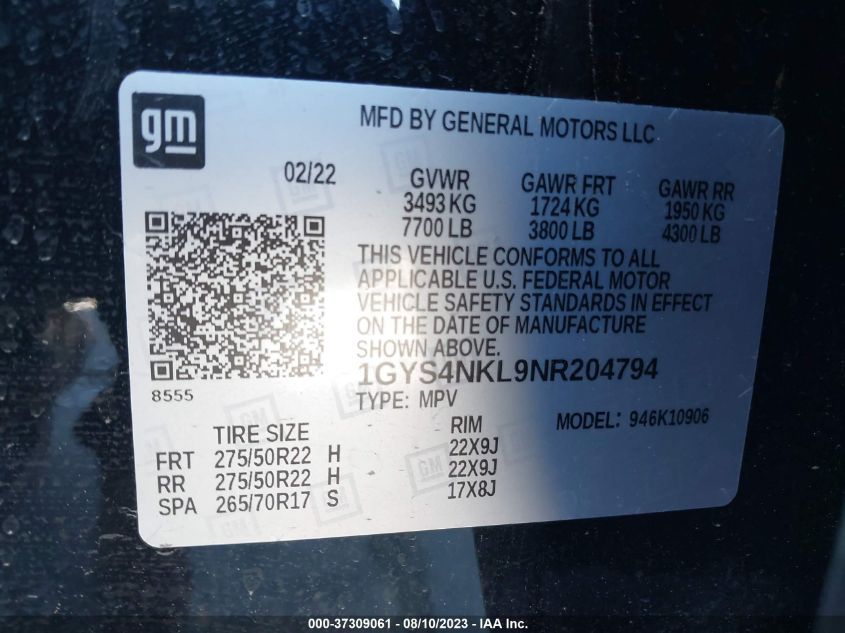 gm
MFD BY GENERAL MOTORS LLC
02/22 GVWR GAWR FRT GAWR RR
3493 KG 1724 KG 1950 KG
7700 LB 3800 LB 4300 LB
THIS VEHICLE CONFORMS TO ALL
APPLICABLE U.S. FEDERAL MOTOR
VEHICLE SAFETY STANDARDS IN EFFECT
ON THE DATE OF MANUFACTURE
SHOWN ABOVE.
1GYS4NKL9NR204794
8555
TYPE: MPV MODEL: 946K10906
TIRE SIZE RIM
FRT 275/50R22 H 22X9J
RR 275/50R22 H 22X9J
SPA 265/70R17 S 17X8J
000-37309061 - 08/10/2023 - IAA Inc.